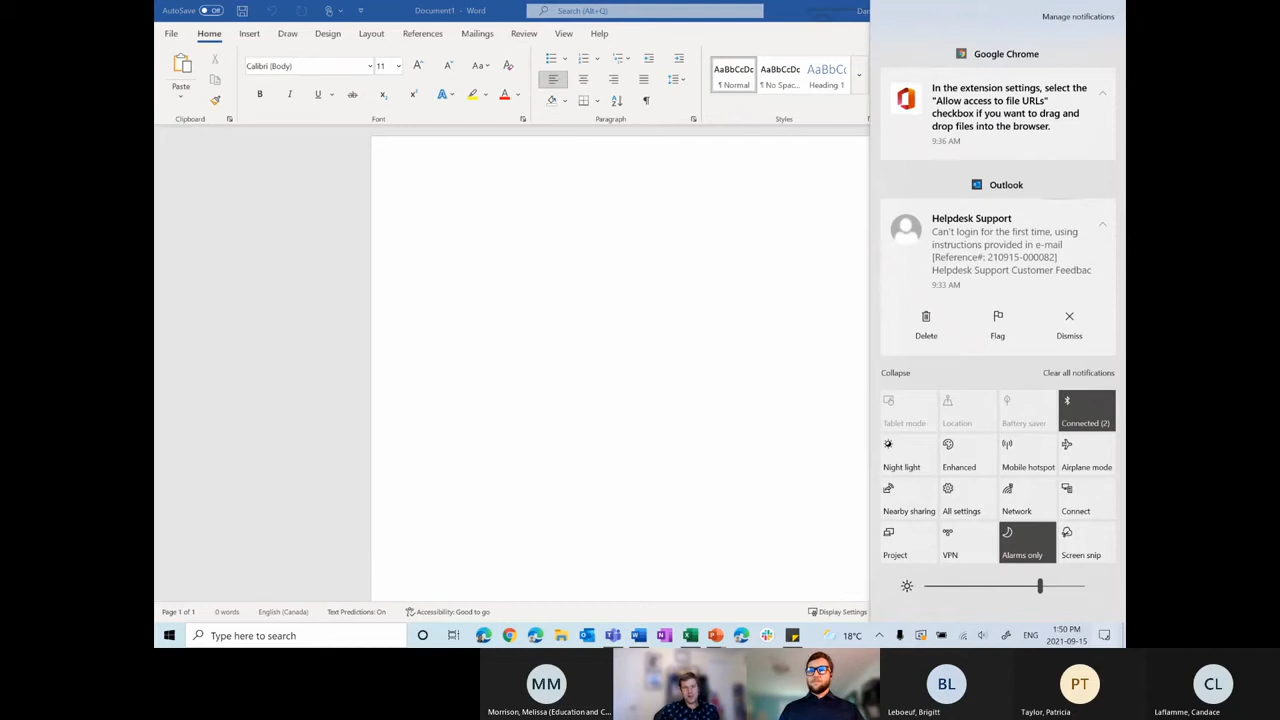 AutoSave Off
Document1 - Word
Search (Alt+Q)
File Home Insert Draw Design Layout References Mailings Review View Help
Paste
Calibri (Body) 11
Aa
B I U ab x₂ x² A A
AaBbCcDc AaBbCcDc AaBbCc
¶ Normal ¶ No Spac... Heading 1
Clipboard Font Paragraph Styles
Manage notifications
Google Chrome
In the extension settings, select the
"Allow access to file URLs"
checkbox if you want to drag and
drop files into the browser.
9:36 AM
Outlook
Helpdesk Support
Can't login for the first time, using
instructions provided in e-mail
[Reference#: 210915-000082]
Helpdesk Support Customer Feedbac
9:33 AM
Delete Flag Dismiss
Collapse Clear all notifications
Tablet mode Location Battery saver Connected (2)
Night light Enhanced Mobile hotspot Airplane mode
Nearby sharing All settings Network Connect
Project VPN Alarms only Screen snip
Page 1 of 1 0 words English (Canada) Text Predictions: On Accessibility: Good to go Display Settings
Type here to search
18°C
ENG
1:50 PM
2021-09-15
MM BL PT CL
Morrison, Melissa (Education and C... Leboeuf, Brigitt Taylor, Patricia Laflamme, Candace